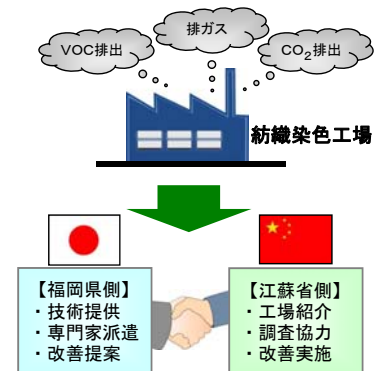 VOC排出
排ガス
CO₂排出
紡織染色工場
【福岡県側】
・技術提供
・専門家派遣
・改善提案
【江蘇省側】
・工場紹介
・調査協力
・改善実施